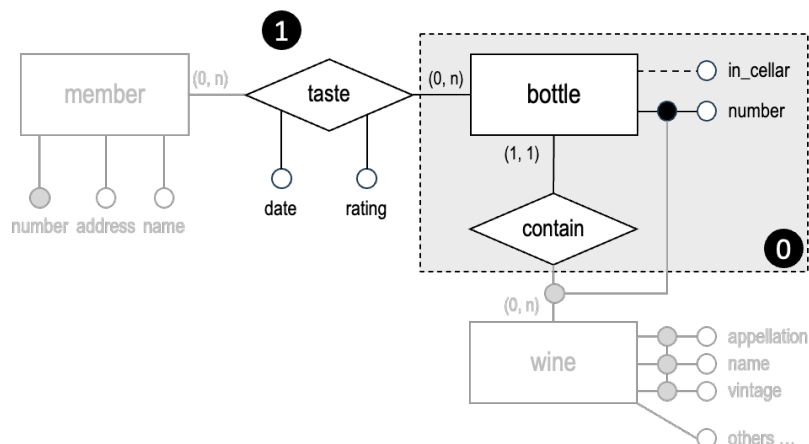 1
member
(0, n)
taste
(0, n)
bottle
in_cellar
number
(1, 1)
number address name
date
rating
contain
0
(0, n)
wine
appellation
name
vintage
others ...